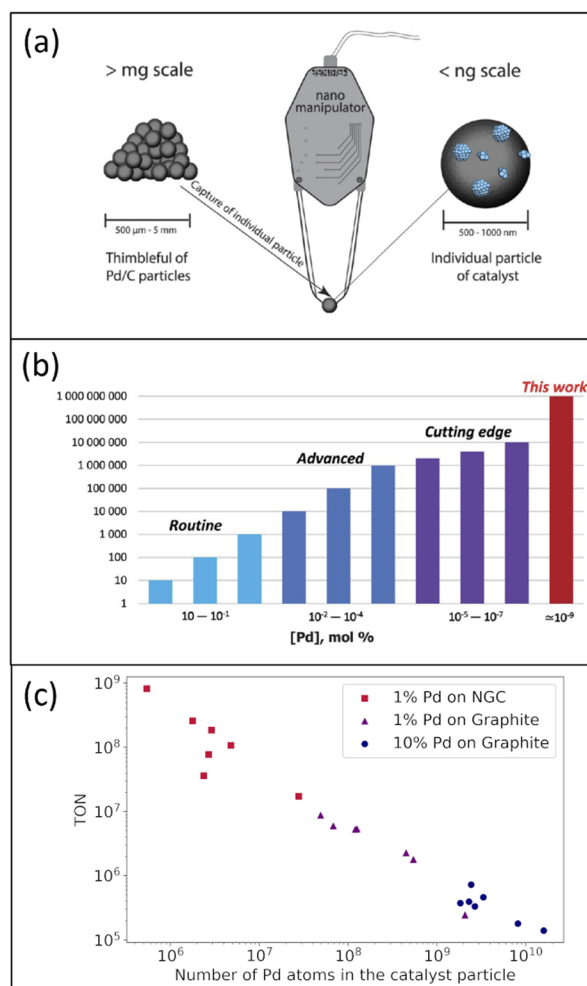 (a)
> mg scale
< ng scale
nano
manipulator
Capture of individual particle
500 μm - 5 mm
500 - 1000 nm
Thimbleful of
Pd/C particles
Individual particle
of catalyst
(b)
This work
1 000 000 000
100 000 000
10 000 000
1 000 000
100 000
10 000
1 000
100
10
1
Cutting edge
Advanced
Routine
10 — 10⁻¹
10⁻² — 10⁻⁴
10⁻⁵ — 10⁻⁷
≃10⁻⁹
[Pd], mol %
(c)
10⁹
10⁸
10⁷
10⁶
10⁵
TON
1% Pd on NGC
1% Pd on Graphite
10% Pd on Graphite
10⁶
10⁷
10⁸
10⁹
10¹⁰
Number of Pd atoms in the catalyst particle